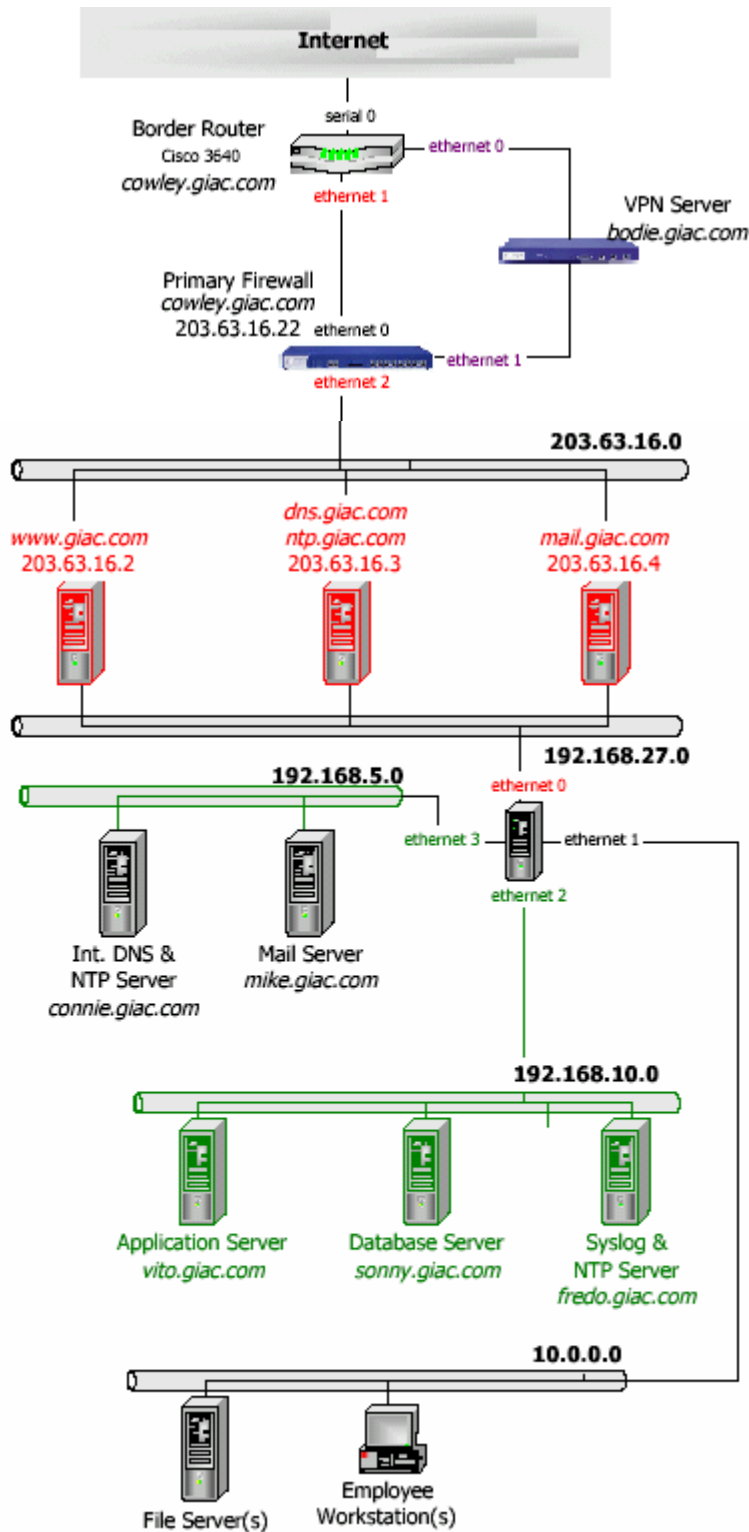 Internet
serial 0
Border Router
Cisco 3640
cowley.giac.com
ethernet 0
ethernet 1
VPN Server
bodie.giac.com
Primary Firewall
cowley.giac.com
203.63.16.22
ethernet 0
ethernet 1
ethernet 2
203.63.16.0
www.giac.com
203.63.16.2
dns.giac.com
ntp.giac.com
203.63.16.3
mail.giac.com
203.63.16.4
192.168.27.0
192.168.5.0
ethernet 0
ethernet 3
ethernet 1
ethernet 2
Int. DNS &
NTP Server
connie.giac.com
Mail Server
mike.giac.com
192.168.10.0
Application Server
vito.giac.com
Database Server
sonny.giac.com
Syslog &
NTP Server
fredo.giac.com
10.0.0.0
File Server(s)
Employee
Workstation(s)